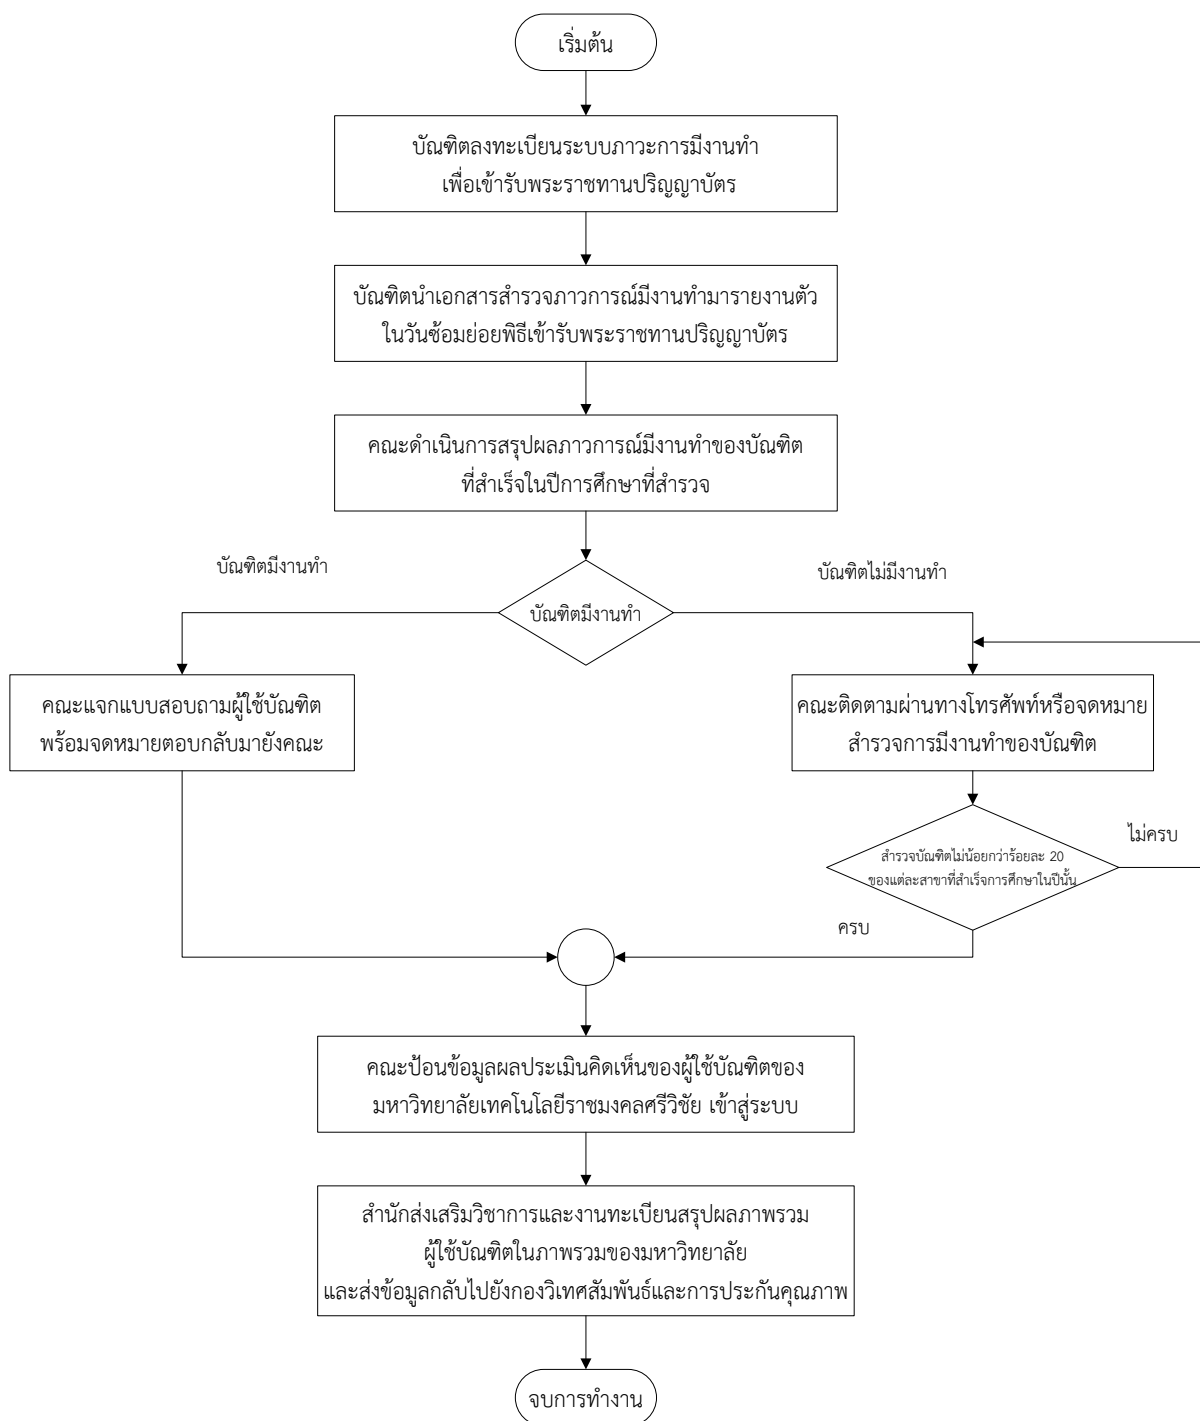 เริ่มต้น
บัณฑิตลงทะเบียนระบบภาวะการมีงานทำ
เพื่อเข้ารับพระราชทานปริญญาบัตร
บัณฑิตนำเอกสารสำรวจภาวการณ์มีงานทำมารายงานตัว
ในวันซ้อมย่อยพิธีเข้ารับพระราชทานปริญญาบัตร
คณะดำเนินการสรุปผลภาวการณ์มีงานทำของบัณฑิต
ที่สำเร็จในปีการศึกษาที่สำรวจ
บัณฑิตมีงานทำ
บัณฑิตไม่มีงานทำ
บัณฑิตมีงานทำ
คณะแจกแบบสอบถามผู้ใช้บัณฑิต
พร้อมจดหมายตอบกลับมายังคณะ
คณะติดตามผ่านทางโทรศัพท์หรือจดหมาย
สำรวจการมีงานทำของบัณฑิต
ไม่ครบ
สำรวจบัณฑิตไม่น้อยกว่าร้อยละ 20
ของแต่ละสาขาที่สำเร็จการศึกษาในปีนั้น
ครบ
คณะป้อนข้อมูลผลประเมินคิดเห็นของผู้ใช้บัณฑิตของ
มหาวิทยาลัยเทคโนโลยีราชมงคลศรีวิชัย เข้าสู่ระบบ
สำนักส่งเสริมวิชาการและงานทะเบียนสรุปผลภาพรวม
ผู้ใช้บัณฑิตในภาพรวมของมหาวิทยาลัย
และส่งข้อมูลกลับไปยังกองวิเทศสัมพันธ์และการประกันคุณภาพ
จบการทำงาน